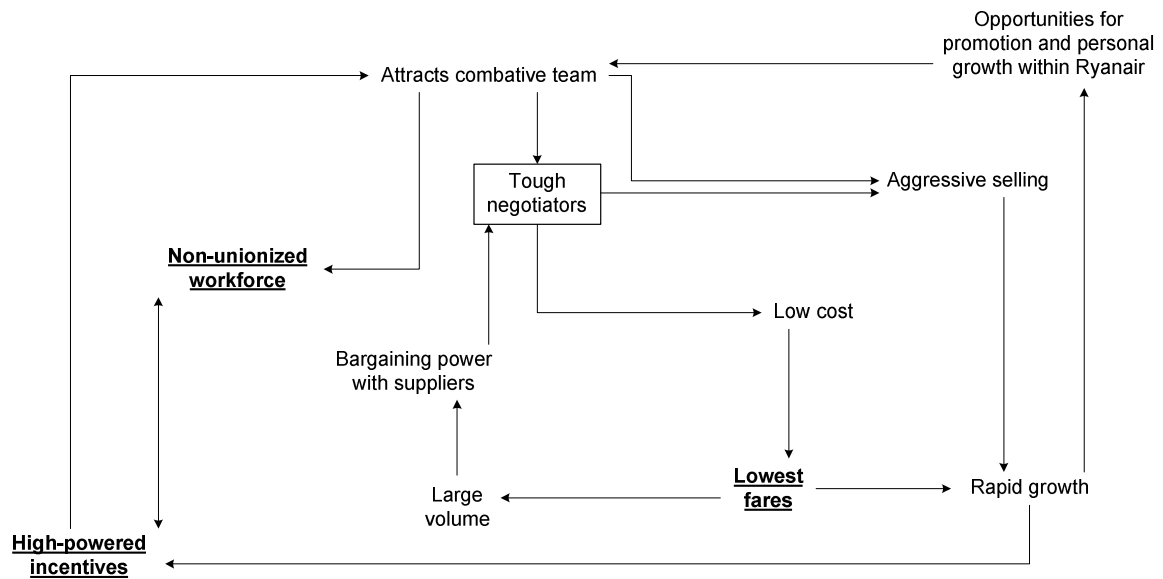 Opportunities for
promotion and personal
growth within Ryanair
Attracts combative team
Tough
negotiators
Aggressive selling
Non-unionized
workforce
Low cost
Bargaining power
with suppliers
Lowest
fares
Rapid growth
Large
volume
High-powered
incentives